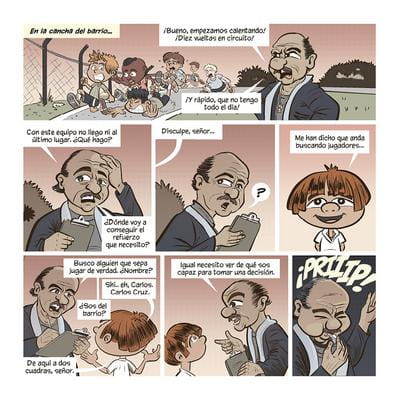 En la cancha del barrio...
¡Bueno, empezamos calentando!
¡Diez vueltas en circuito!
¡Y rápido, que no tengo
todo el día!
Con este equipo no llego ni al
último lugar. ¿Qué hago?
¿Dónde voy a
conseguir el
refuerzo
que necesito?
Disculpe, señor...
?
Me han dicho que anda
buscando jugadores...
Busco alguien que sepa
jugar de verdad. ¿Nombre?
Shi.. eh, Carlos.
Carlos Cruz.
¿Sos del
barrio?
De aquí a dos
cuadras, señor.
Igual necesito ver de qué sos
capaz para tomar una decisión.
¡PRIIIP!